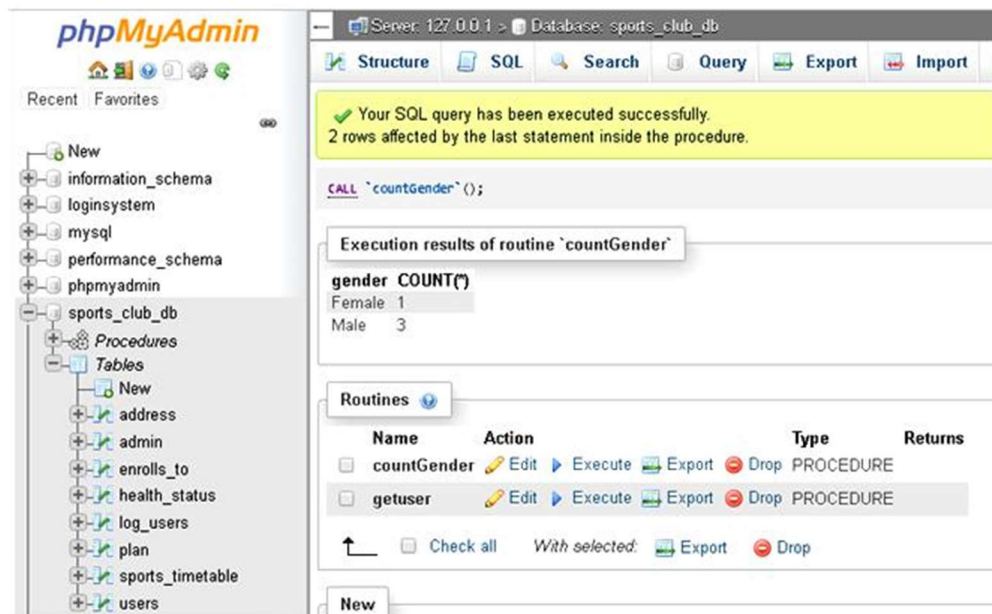 phpMyAdmin
Recent Favorites
New
information_schema
loginsystem
mysql
performance_schema
phpmyadmin
sports_club_db
Procedures
Tables
New
address
admin
enrolls_to
health_status
log_users
plan
sports_timetable
users
Server: 127.0.0.1 » Database: sports_club_db
Structure SQL Search Query Export Import
Your SQL query has been executed successfully.
2 rows affected by the last statement inside the procedure.
CALL `countGender`();
Execution results of routine `countGender`
gender COUNT(*)
Female 1
Male 3
Routines
Name Action Type Returns
countGender Edit Execute Export Drop PROCEDURE
getuser Edit Execute Export Drop PROCEDURE
Check all With selected: Export Drop
New